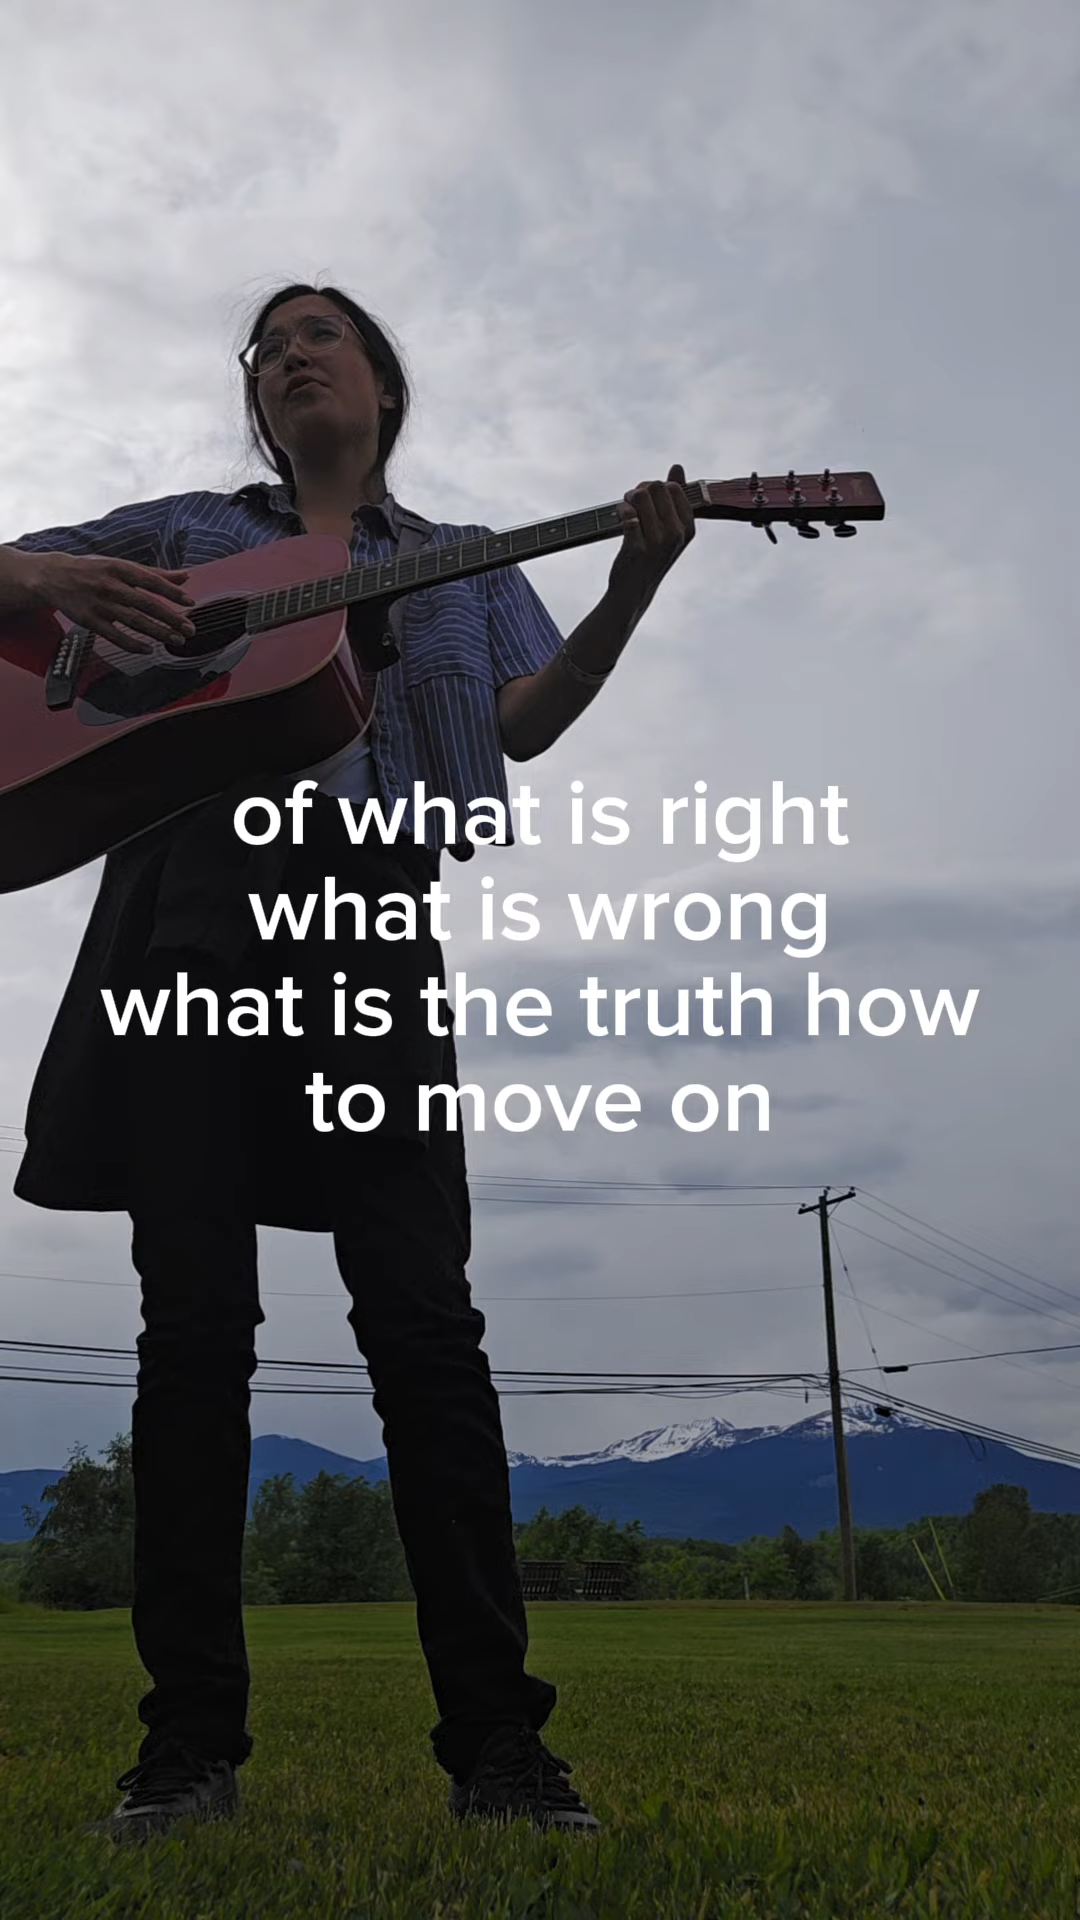 of what is right
what is wrong
what is the truth how
to move on